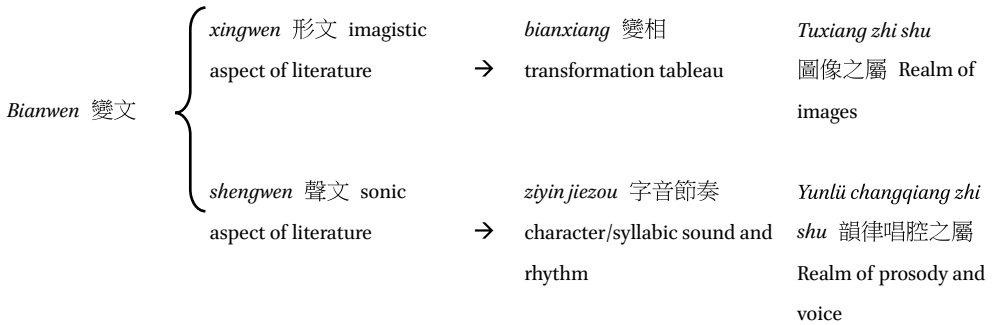 Bianwen 變文
xingwen 形文 imagistic
aspect of literature
→
bianxiang 變相
transformation tableau
Tuxiang zhi shu
圖像之屬 Realm of
images
shengwen 聲文 sonic
aspect of literature
→
ziyin jiezou 字音節奏
character/syllabic sound and
rhythm
Yunlü changqiang zhi
shu 韻律唱腔之屬
Realm of prosody and
voice